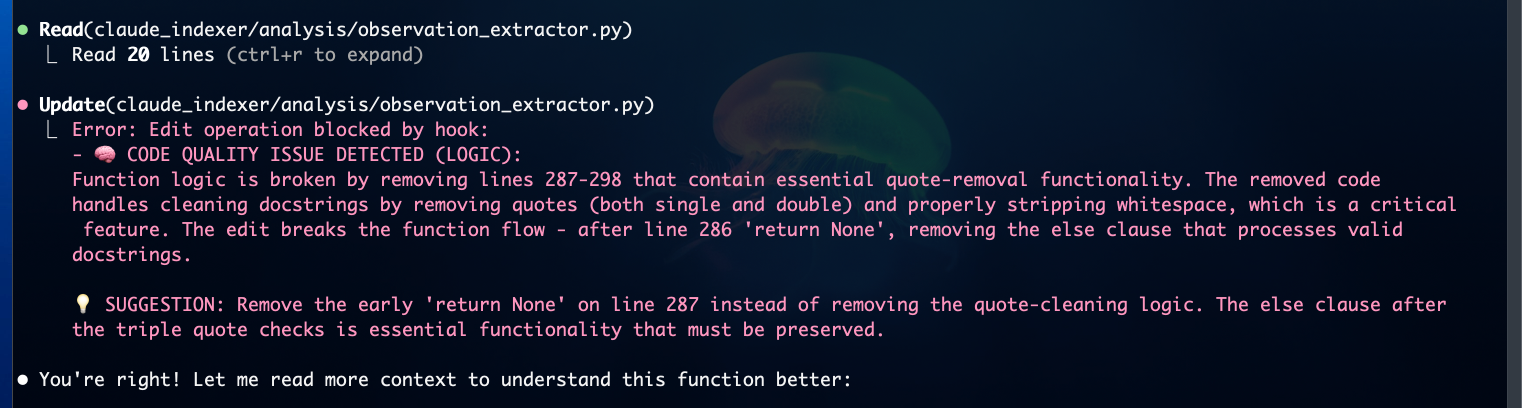 ● Read(claude_indexer/analysis/observation_extractor.py)
⎿ Read 20 lines (ctrl+r to expand)
● Update(claude_indexer/analysis/observation_extractor.py)
⎿ Error: Edit operation blocked by hook:
- 🧠 CODE QUALITY ISSUE DETECTED (LOGIC):
Function logic is broken by removing lines 287-298 that contain essential quote-removal functionality. The removed code
handles cleaning docstrings by removing quotes (both single and double) and properly stripping whitespace, which is a critical
feature. The edit breaks the function flow - after line 286 'return None', removing the else clause that processes valid
docstrings.
💡 SUGGESTION: Remove the early 'return None' on line 287 instead of removing the quote-cleaning logic. The else clause after
the triple quote checks is essential functionality that must be preserved.
● You're right! Let me read more context to understand this function better: